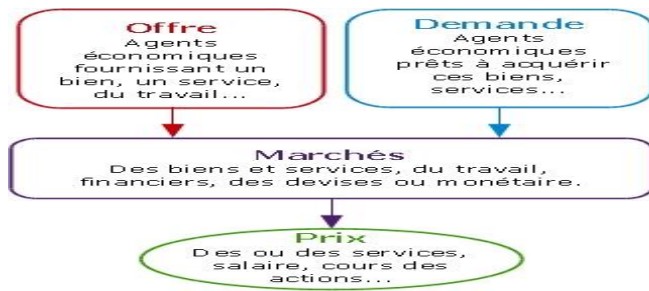 Offre
Agents
économiques
fournissant un
bien, un service,
du travail...
Demande
Agents
économiques
prêts à acquérir
ces biens,
services...
Marchés
Des biens et services, du travail,
financiers, des devises ou monétaire.
Prix
Des ou des services,
salaire, cours des
actions...